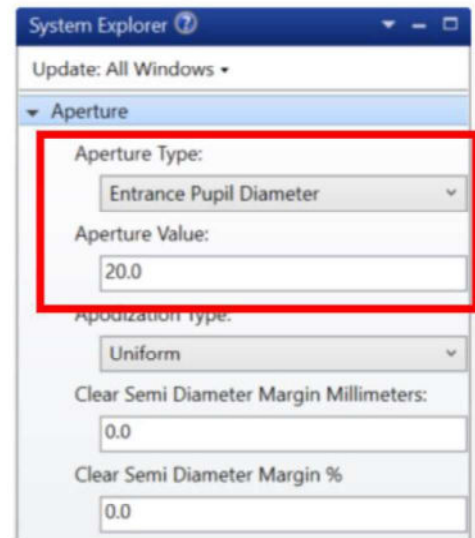 System Explorer ?
Update: All Windows
Aperture
Aperture Type:
Entrance Pupil Diameter
Aperture Value:
20.0
Apodization Type:
Uniform
Clear Semi Diameter Margin Millimeters:
0.0
Clear Semi Diameter Margin %
0.0